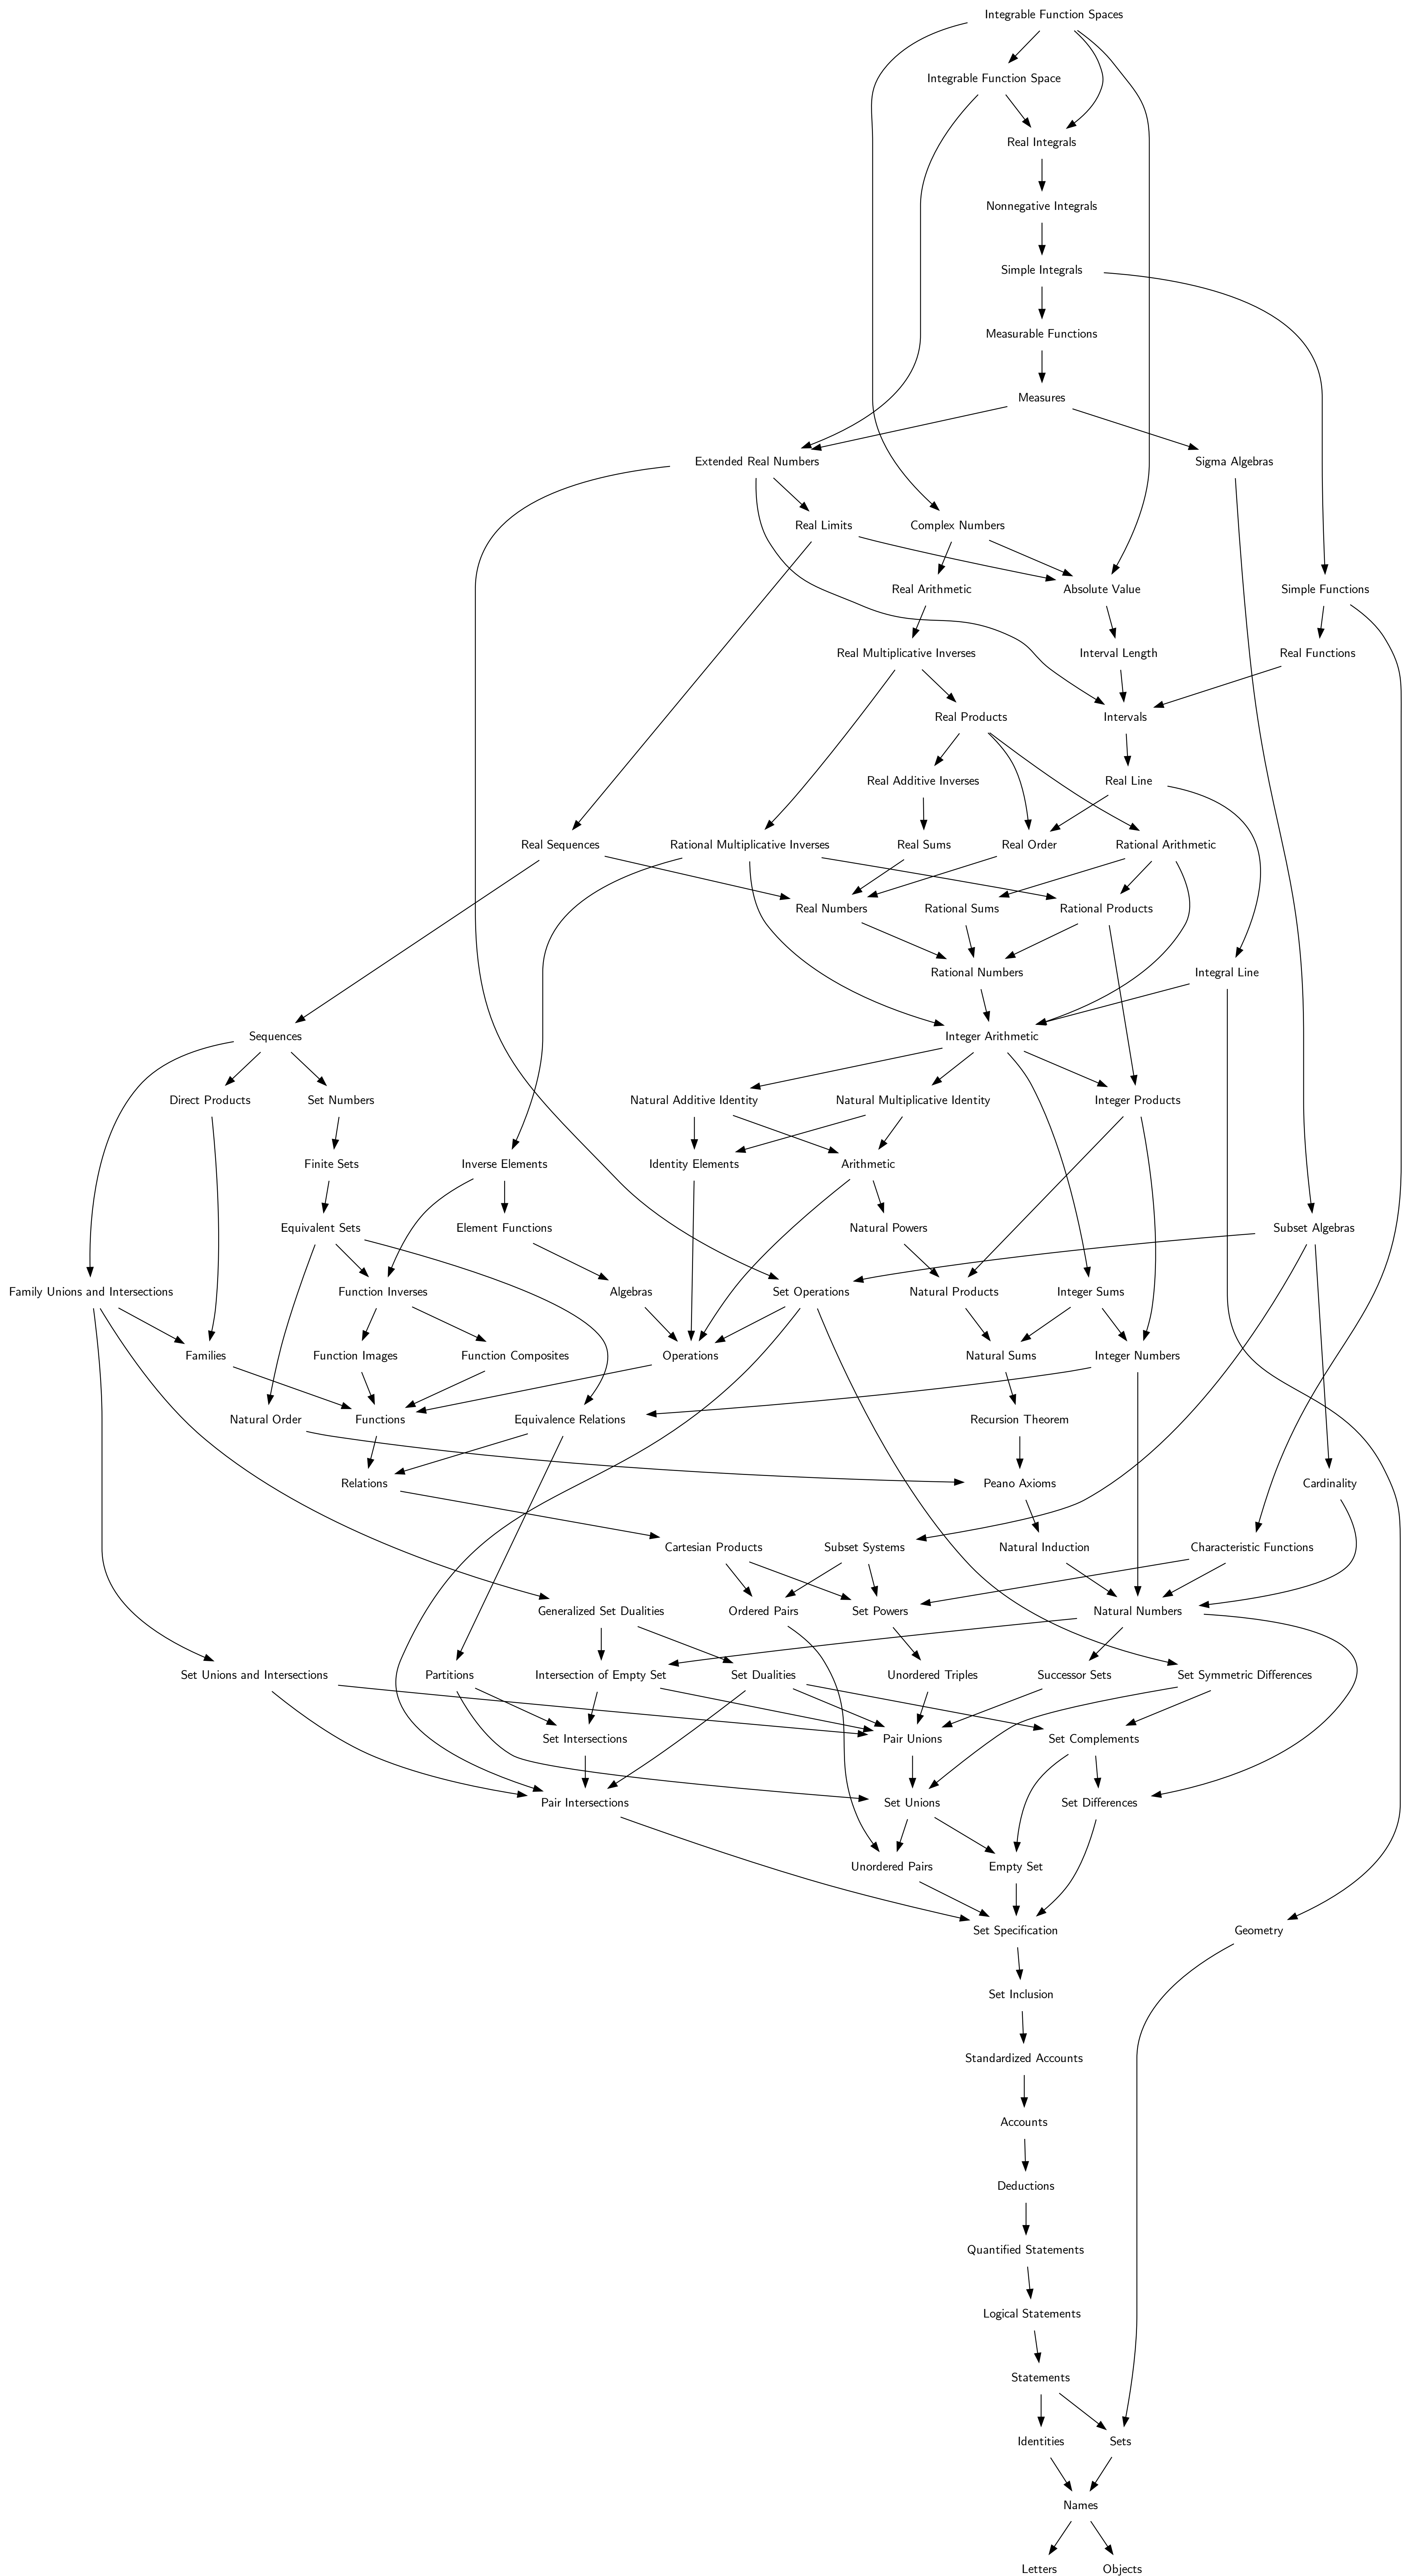 Integrable Function Spaces
Integrable Function Space
Real Integrals
Nonnegative Integrals
Simple Integrals
Measurable Functions
Measures
Extended Real Numbers
Sigma Algebras
Real Limits
Complex Numbers
Real Arithmetic
Absolute Value
Simple Functions
Real Multiplicative Inverses
Interval Length
Real Functions
Real Products
Intervals
Real Additive Inverses
Real Line
Real Sequences
Rational Multiplicative Inverses
Real Sums
Real Order
Rational Arithmetic
Real Numbers
Rational Sums
Rational Products
Rational Numbers
Integral Line
Sequences
Integer Arithmetic
Direct Products
Set Numbers
Natural Additive Identity
Natural Multiplicative Identity
Integer Products
Finite Sets
Inverse Elements
Identity Elements
Arithmetic
Equivalent Sets
Element Functions
Natural Powers
Subset Algebras
Family Unions and Intersections
Function Inverses
Algebras
Set Operations
Natural Products
Integer Sums
Families
Function Images
Function Composites
Operations
Natural Sums
Integer Numbers
Natural Order
Functions
Equivalence Relations
Recursion Theorem
Relations
Peano Axioms
Cardinality
Cartesian Products
Subset Systems
Natural Induction
Characteristic Functions
Generalized Set Dualities
Ordered Pairs
Set Powers
Natural Numbers
Set Unions and Intersections
Partitions
Intersection of Empty Set
Set Dualities
Unordered Triples
Successor Sets
Set Symmetric Differences
Set Intersections
Pair Unions
Set Complements
Pair Intersections
Set Unions
Set Differences
Unordered Pairs
Empty Set
Set Specification
Geometry
Set Inclusion
Standardized Accounts
Accounts
Deductions
Quantified Statements
Logical Statements
Statements
Identities
Sets
Names
Letters
Objects